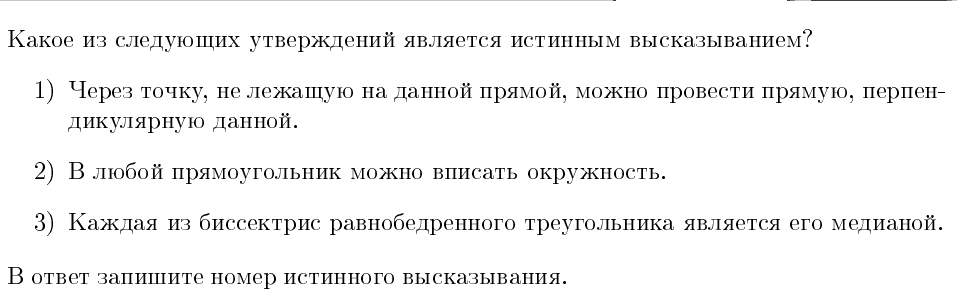 Какое из следующих утверждений является истинным высказыванием?
1) Через точку, не лежащую на данной прямой, можно провести прямую, перпен-
дикулярную данной.
2) В любой прямоугольник можно вписать окружность.
3) Каждая из биссектрис равнобедренного треугольника является его медианой.
В ответ запишите номер истинного высказывания.